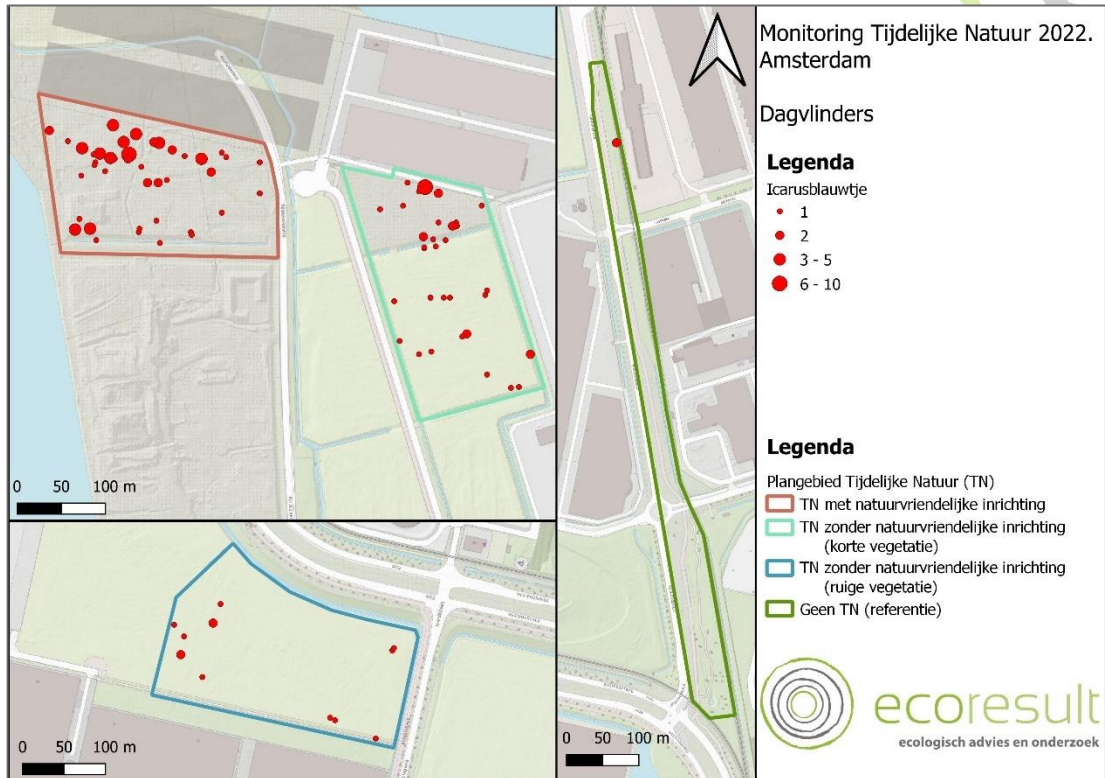 Monitoring Tijdelijke Natuur 2022.
Amsterdam
Dagvlinders
Legenda
Icarusblauwtje
1
2
3 - 5
6 - 10
Legenda
Plangebied Tijdelijke Natuur (TN)
TN met natuurvriendelijke inrichting
TN zonder natuurvriendelijke inrichting
(korte vegetatie)
TN zonder natuurvriendelijke inrichting
(ruige vegetatie)
Geen TN (referentie)
ecoresult
ecologisch advies en onderzoek
0 50 100 m
0 50 100 m
0 50 100 m